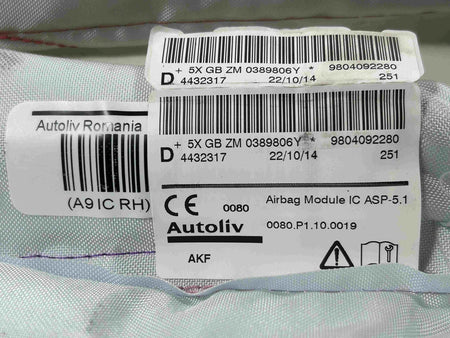 + 5X GB ZM 0389806Y * 9804092280
D 4432317 22/10/14 251
Autoliv Romania
(A9 IC RH)
+ 5X GB ZM 0389806Y * 9804092280
D 4432317 22/10/14 251
CE 0080 Airbag Module IC ASP-5.1
Autoliv 0080.P1.10.0019
AKF